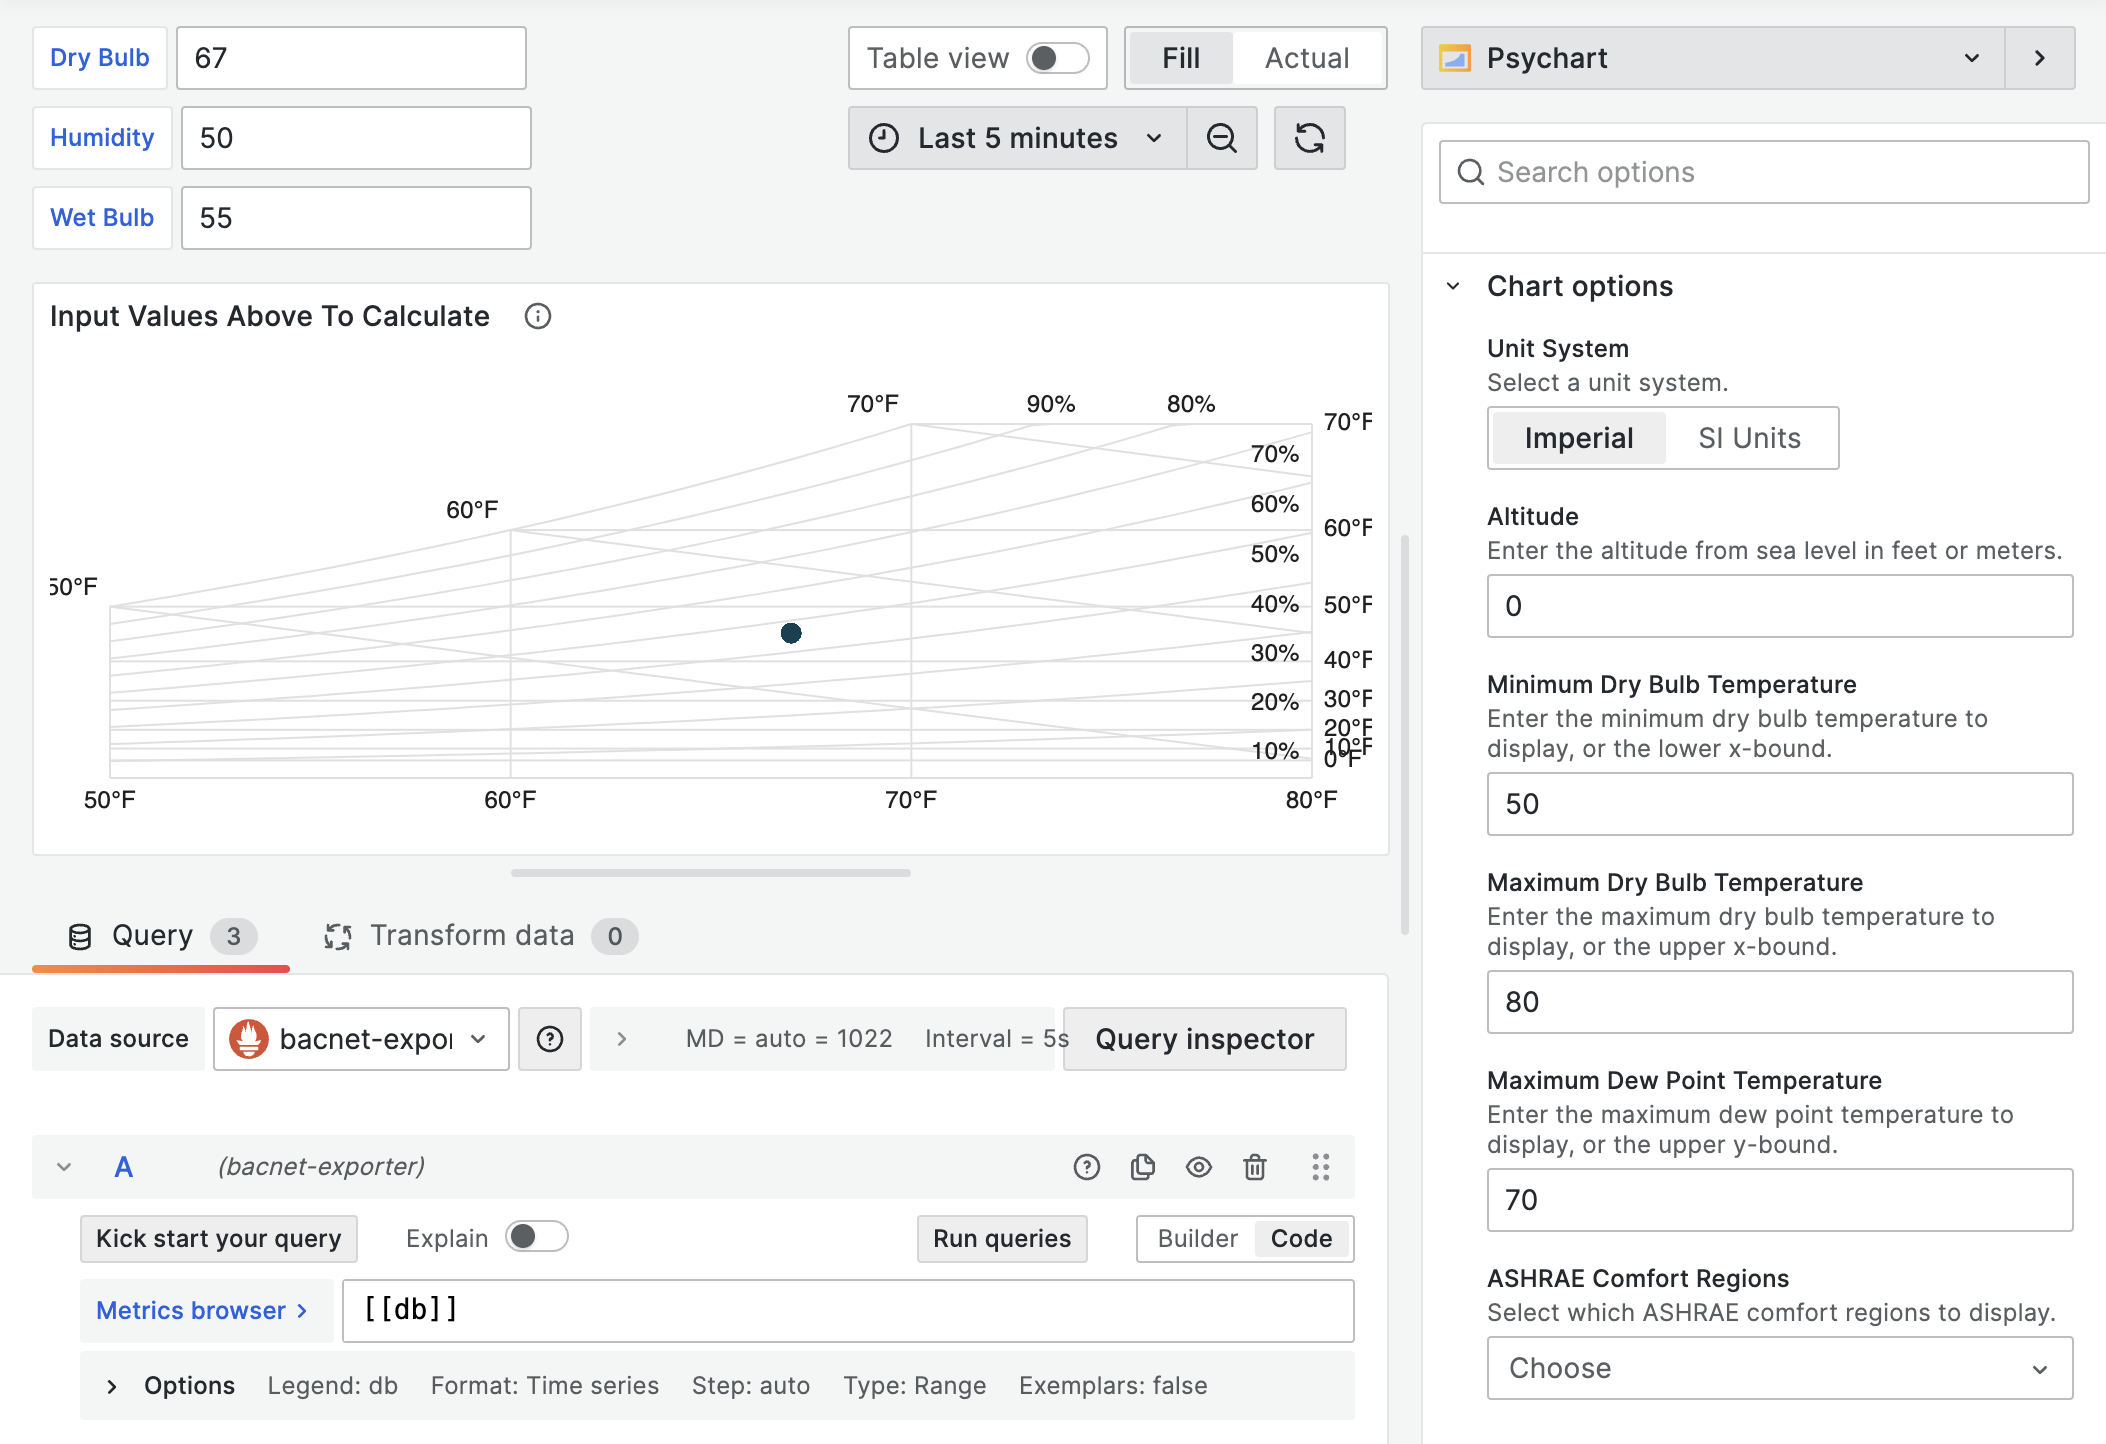 Dry Bulb 67
Humidity 50
Wet Bulb 55
Table view Fill Actual
Last 5 minutes
Input Values Above To Calculate
70°F 90% 80%
70°F
70%
60°F
60%
60°F
50%
50°F
40% 50°F
30% 40°F
20% 30°F
20°F
10% 10°F
0°F
50°F 60°F 70°F 80°F
Query 3 Transform data 0
Data source bacnet-expor MD = auto = 1022 Interval = 5s Query inspector
A (bacnet-exporter)
Kick start your query Explain Run queries Builder Code
Metrics browser > [[db]]
Options Legend: db Format: Time series Step: auto Type: Range Exemplars: false
Psychart
Search options
Chart options
Unit System
Select a unit system.
Imperial SI Units
Altitude
Enter the altitude from sea level in feet or meters.
0
Minimum Dry Bulb Temperature
Enter the minimum dry bulb temperature to
display, or the lower x-bound.
50
Maximum Dry Bulb Temperature
Enter the maximum dry bulb temperature to
display, or the upper x-bound.
80
Maximum Dew Point Temperature
Enter the maximum dew point temperature to
display, or the upper y-bound.
70
ASHRAE Comfort Regions
Select which ASHRAE comfort regions to display.
Choose